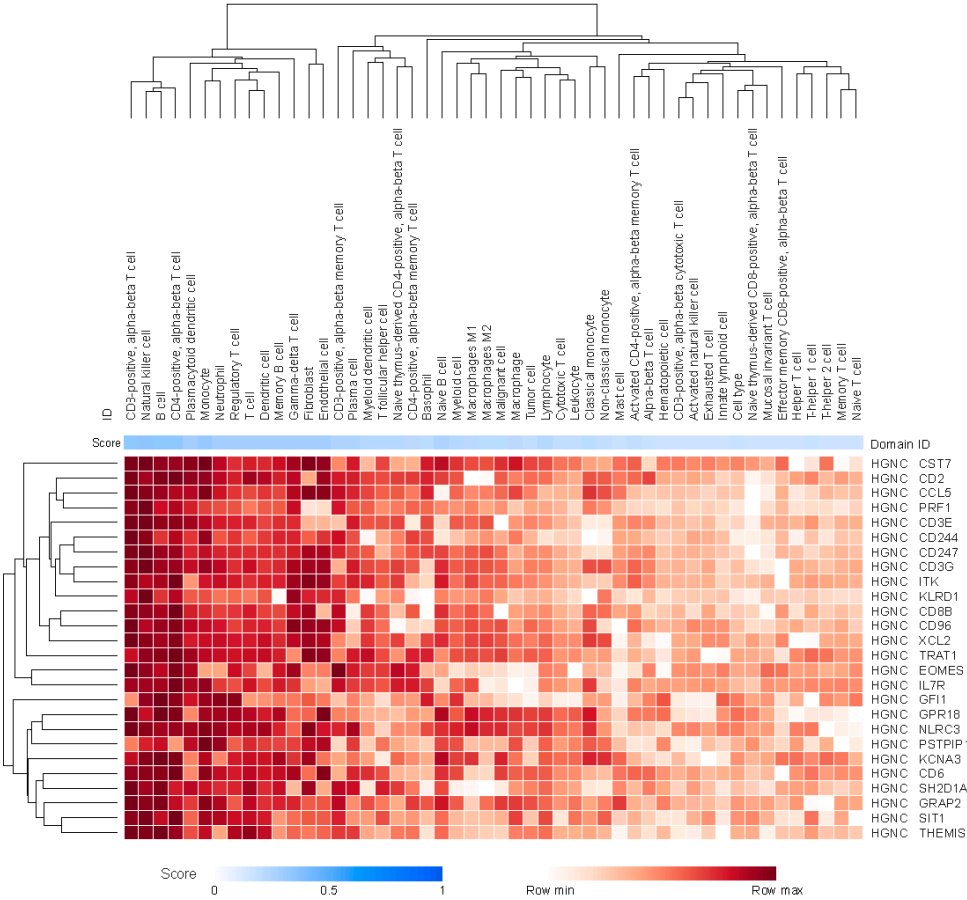 ID
CD3-positive, alpha-beta T cell
Natural killer cell
B cell
CD4-positive, alpha-beta T cell
Plasmacytoid dendritic cell
Monocyte
Neutrophil
Regulatory T cell
T cell
Dendritic cell
Memory B cell
Gamma-delta T cell
Fibroblast
Endothelial cell
CD3-positive, alpha-beta memory T cell
Plasma cell
Myeloid dendritic cell
T follicular helper cell
Naive thymus-derived CD4-positive, alpha-beta T cell
CD4-positive, alpha-beta memory T cell
Basophil
Naive B cell
Myeloid cell
Macrophages M1
Macrophages M2
Malignant cell
Macrophage
Tumor cell
Lymphocyte
Cytotoxic T cell
Leukocyte
Classical monocyte
Non-classical monocyte
Mast cell
Activated CD4-positive, alpha-beta memory T cell
Alpha-beta T cell
Hematopoietic cell
CD3-positive, alpha-beta cytotoxic T cell
Activated natural killer cell
Exhausted T cell
Innate lymphoid cell
Cell type
Naive thymus-derived CD8-positive, alpha-beta T cell
Mucosal invariant T cell
Effector memory CD8-positive, alpha-beta T cell
Helper T cell
T-helper 1 cell
T-helper 2 cell
Memory T cell
Naive T cell
Score
Domain ID
HGNC CST7
HGNC CD2
HGNC CCL5
HGNC PRF1
HGNC CD3E
HGNC CD244
HGNC CD247
HGNC CD3G
HGNC ITK
HGNC KLRD1
HGNC CD8B
HGNC CD96
HGNC XCL2
HGNC TRAT1
HGNC EOMES
HGNC IL7R
HGNC GFI1
HGNC GPR18
HGNC NLRC3
HGNC PSTPIP1
HGNC KCNA3
HGNC CD6
HGNC SH2D1A
HGNC GRAP2
HGNC SIT1
HGNC THEMIS
Score
0 0.5 1
Row min Row max